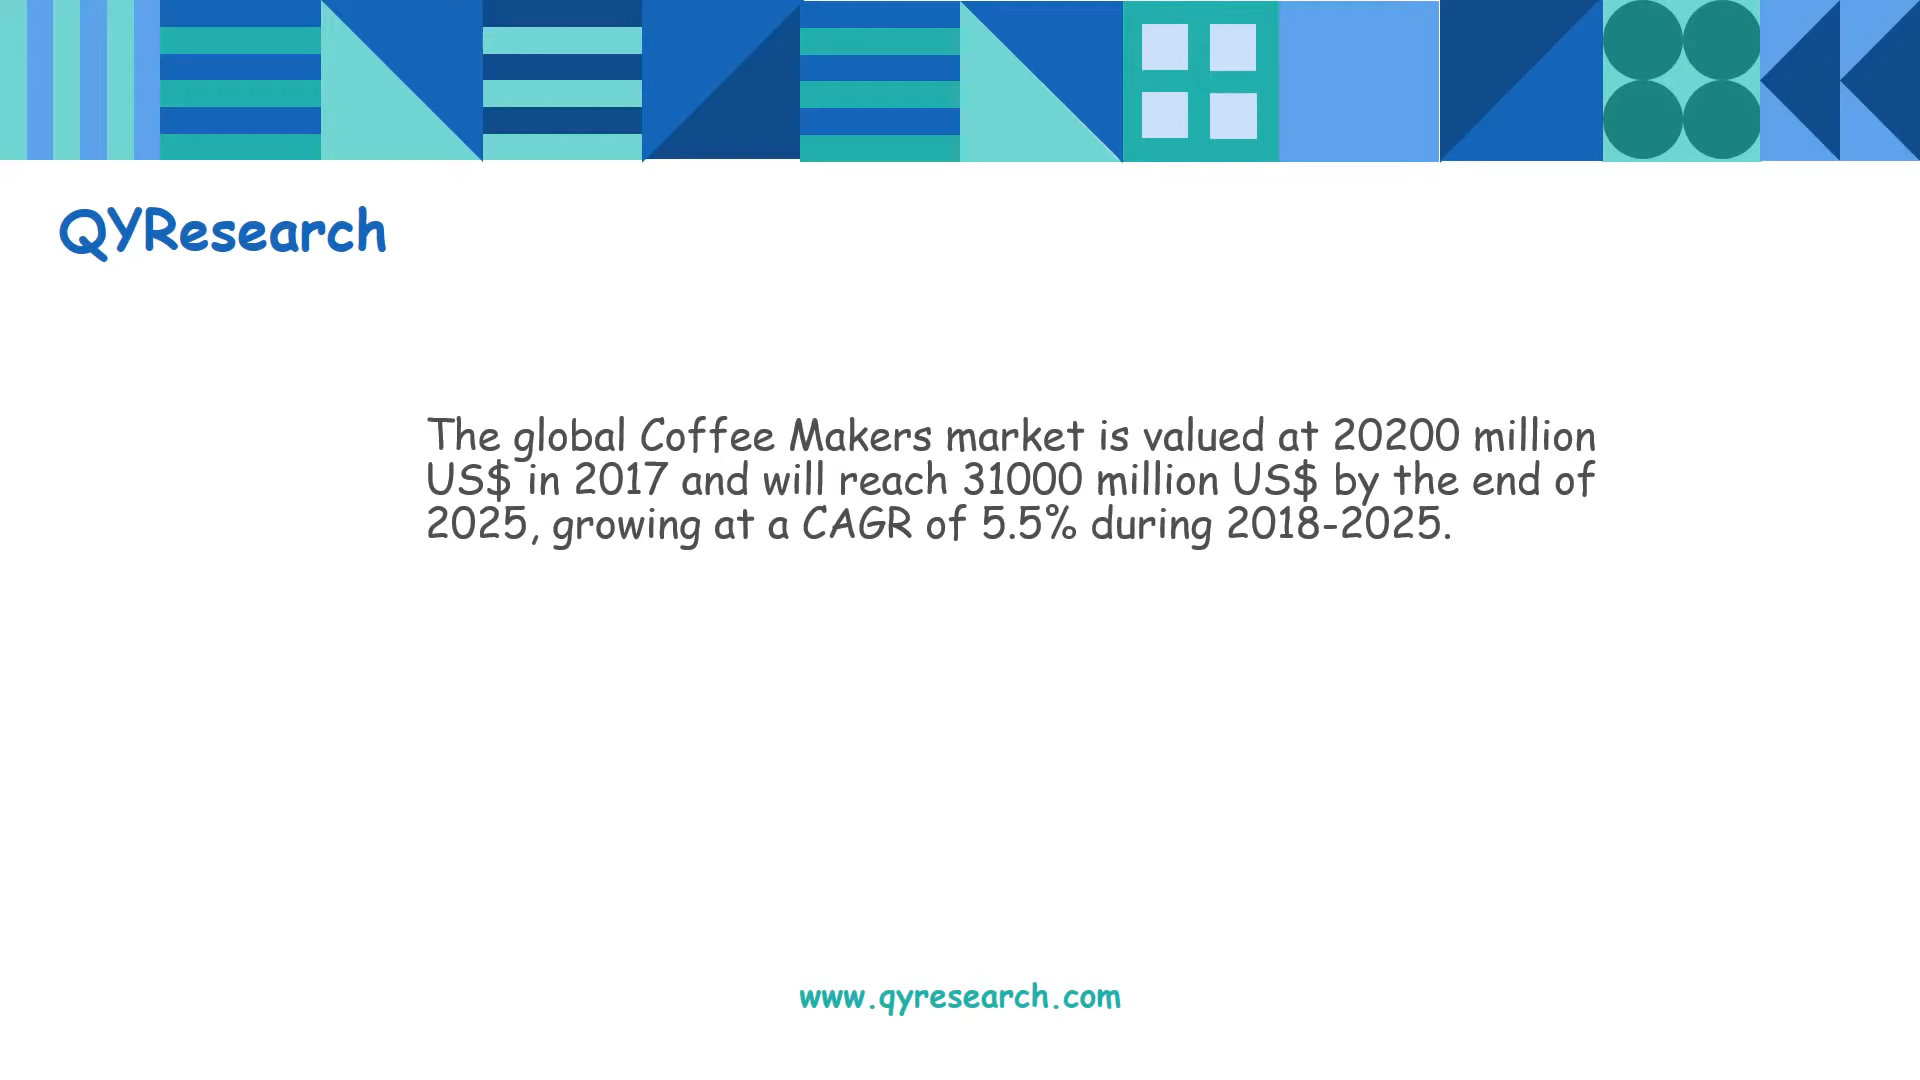 QYResearch
The global Coffee Makers market is valued at 20200 million
US$ in 2017 and will reach 31000 million US$ by the end of
2025, growing at a CAGR of 5.5% during 2018-2025.
www.qyresearch.com